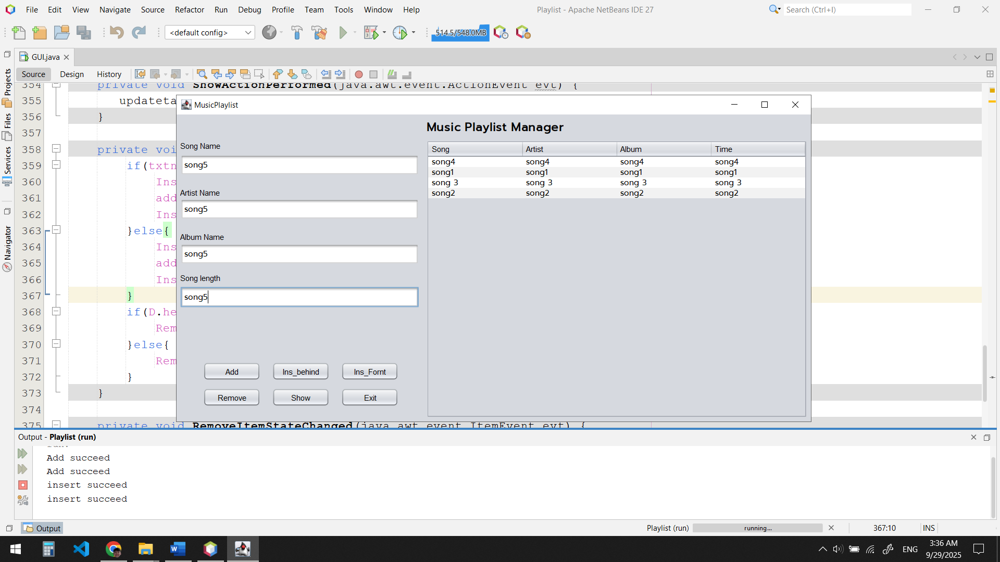 File Edit View Navigate Source Refactor Run Debug Profile Team Tools Window Help
Playlist - Apache NetBeans IDE 27
Search (Ctrl+I)
<default config>
514.5/548.0MB
GUI.java
Source Design History
Projects
Files
Services
Navigator
354 private void ShowActionPerformed(java.awt.event.ActionEvent evt) {
355 updateta
356 }
357
358 private voi
359 if(txtn
360 Ins
361 add
362 Ins
363 }else{
364 Ins
365 add
366 Ins
367 }
368 if(D.he
369 Rem
370 }else{
371 Rem
372 }
373 }
374
375 private void RemoveItemStateChanged(java.awt.event.ItemEvent evt) {
MusicPlaylist
Music Playlist Manager
Song Name
song5
Artist Name
song5
Album Name
song5
Song length
song5
Add Ins_behind Ins_Fornt
Remove Show Exit
Song Artist Album Time
song4 song4 song4 song4
song1 song1 song1 song1
song 3 song 3 song 3 song 3
song2 song2 song2 song2
Output - Playlist (run)
run:
Add succeed
Add succeed
insert succeed
insert succeed
Output
Playlist (run)
running...
367:10
INS
ENG
3:36 AM
9/29/2025